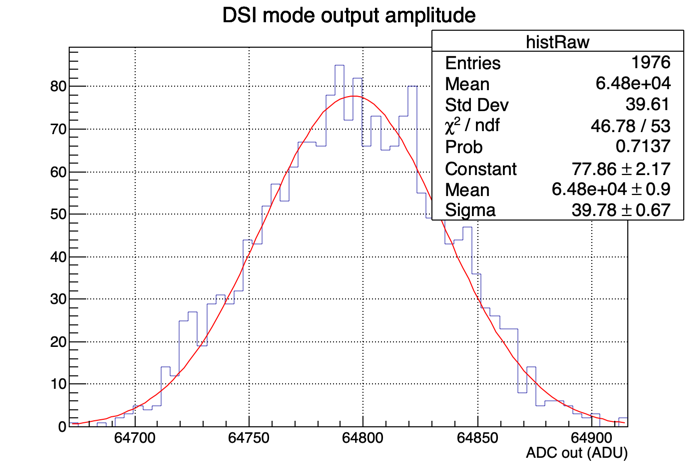 DSI mode output amplitude
histRaw
Entries 1976
Mean 6.48e+04
Std Dev 39.61
χ² / ndf 46.78 / 53
Prob 0.7137
Constant 77.86 ± 2.17
Mean 6.48e+04 ± 0.9
Sigma 39.78 ± 0.67
80
70
60
50
40
30
20
10
0
64700 64750 64800 64850 64900
ADC out (ADU)